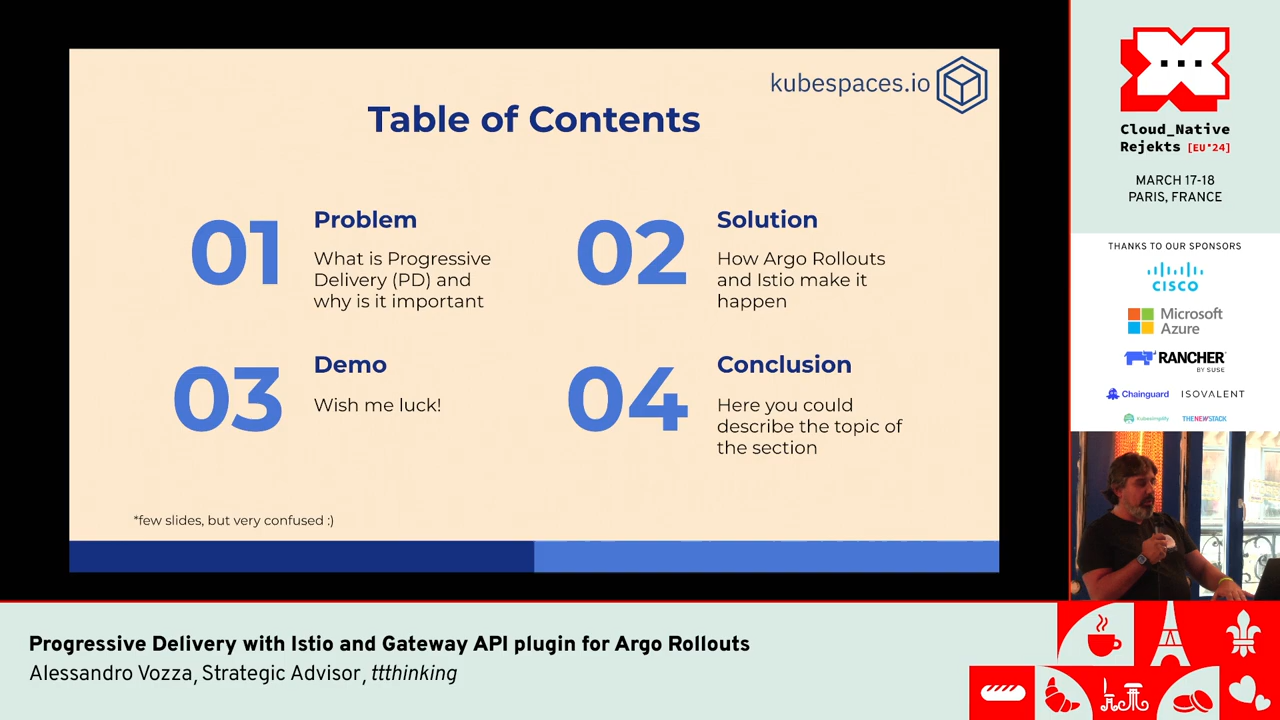 kubespaces.io
Table of Contents
01
Problem
What is Progressive
Delivery (PD) and
why is it important
02
Solution
How Argo Rollouts
and Istio make it
happen
03
Demo
Wish me luck!
04
Conclusion
Here you could
describe the topic of
the section
*few slides, but very confused :)
Cloud_Native
Rejekts [EU*24]
MARCH 17-18
PARIS, FRANCE
THANKS TO OUR SPONSORS
CISCO
Microsoft
Azure
RANCHER
BY SUSE
Chainguard
ISOVALENT
kubesimplify
THENEWSTACK
Progressive Delivery with Istio and Gateway API plugin for Argo Rollouts
Alessandro Vozza, Strategic Advisor, ttthinking